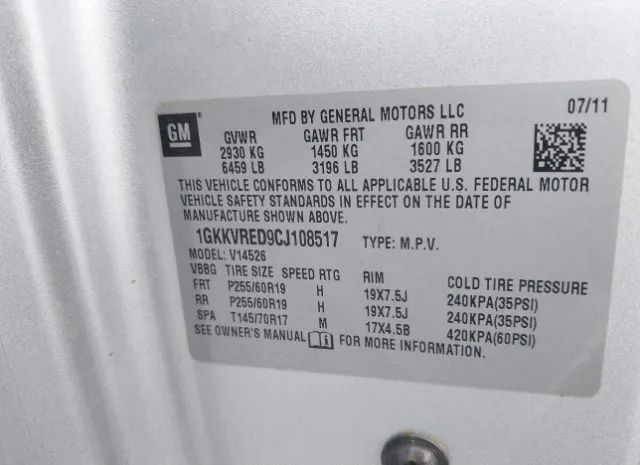 GM
MFD BY GENERAL MOTORS LLC 07/11
GVWR GAWR FRT GAWR RR
2930 KG 1450 KG 1600 KG
6459 LB 3196 LB 3527 LB
THIS VEHICLE CONFORMS TO ALL APPLICABLE U.S. FEDERAL MOTOR
VEHICLE SAFETY STANDARDS IN EFFECT ON THE DATE OF
MANUFACTURE SHOWN ABOVE.
1GKKVRED9CJ108517 TYPE: M.P.V.
MODEL: V14526
VBBG TIRE SIZE SPEED RTG RIM COLD TIRE PRESSURE
FRT P255/60R19 H 19X7.5J 240KPA(35PSI)
RR P255/60R19 H 19X7.5J 240KPA(35PSI)
SPA T145/70R17 M 17X4.5B 420KPA(60PSI)
SEE OWNER'S MANUAL FOR MORE INFORMATION.